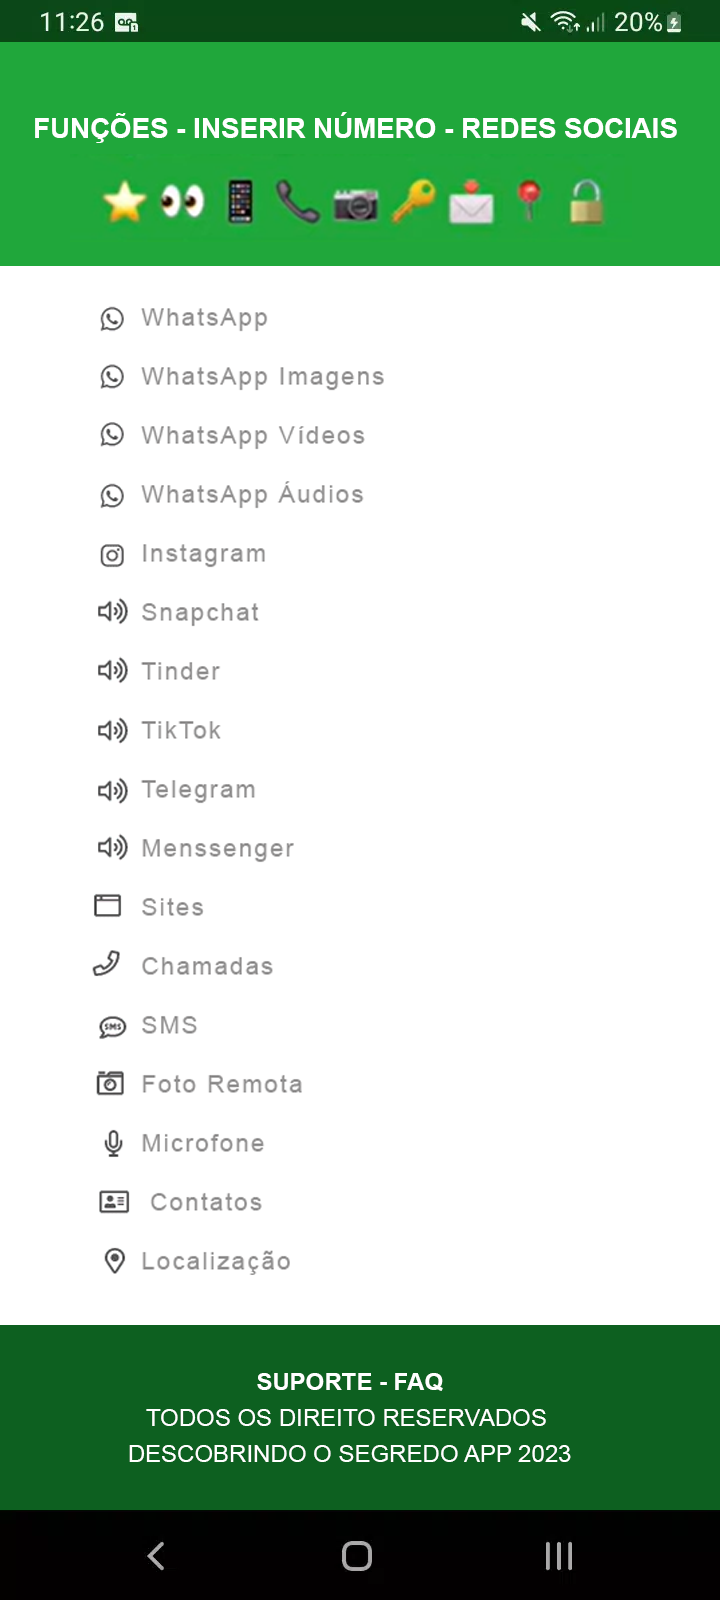 11:26
20%
FUNÇÕES - INSERIR NÚMERO - REDES SOCIAIS
WhatsApp
WhatsApp Imagens
WhatsApp Vídeos
WhatsApp Áudios
Instagram
Snapchat
Tinder
TikTok
Telegram
Menssenger
Sites
Chamadas
SMS SMS
Foto Remota
Microfone
Contatos
Localização
SUPORTE - FAQ
TODOS OS DIREITO RESERVADOS
DESCOBRINDO O SEGREDO APP 2023